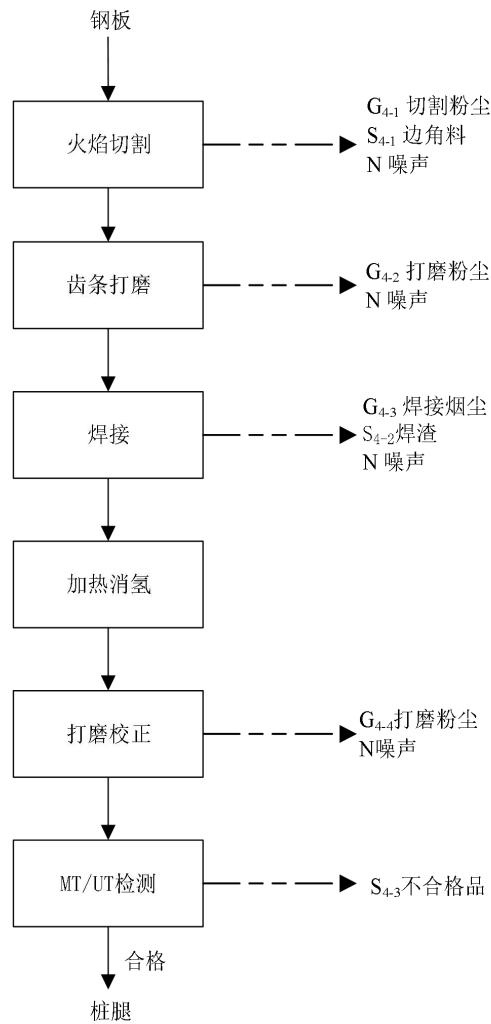 钢板
火焰切割
G4-1 切割粉尘
S4-1 边角料
N 噪声
齿条打磨
G4-2 打磨粉尘
N 噪声
焊接
G4-3 焊接烟尘
S4-2焊渣
N 噪声
加热消氢
打磨校正
G4-4打磨粉尘
N噪声
MT/UT检测
S4-3不合格品
合格
桩腿